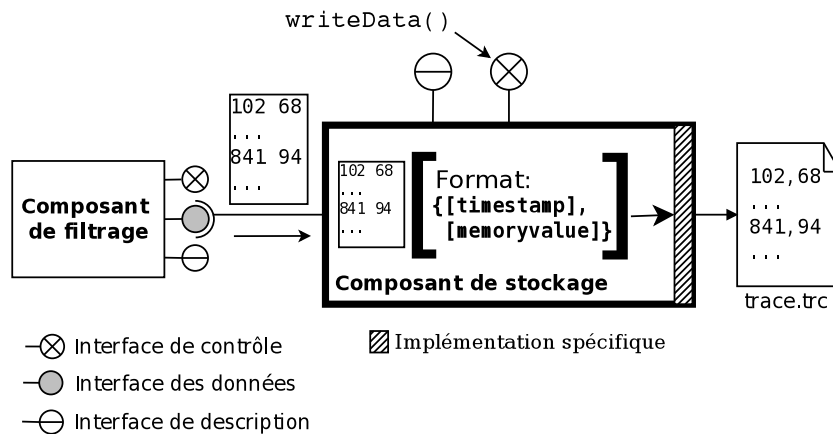 writeData()
102 68
...
841 94
...
Composant
de filtrage
102 68
...
841 94
...
Format:
{[timestamp],
[memoryvalue]}
Composant de stockage
102,68
...
841,94
...
trace.trc
Interface de contrôle
Implémentation spécifique
Interface des données
Interface de description